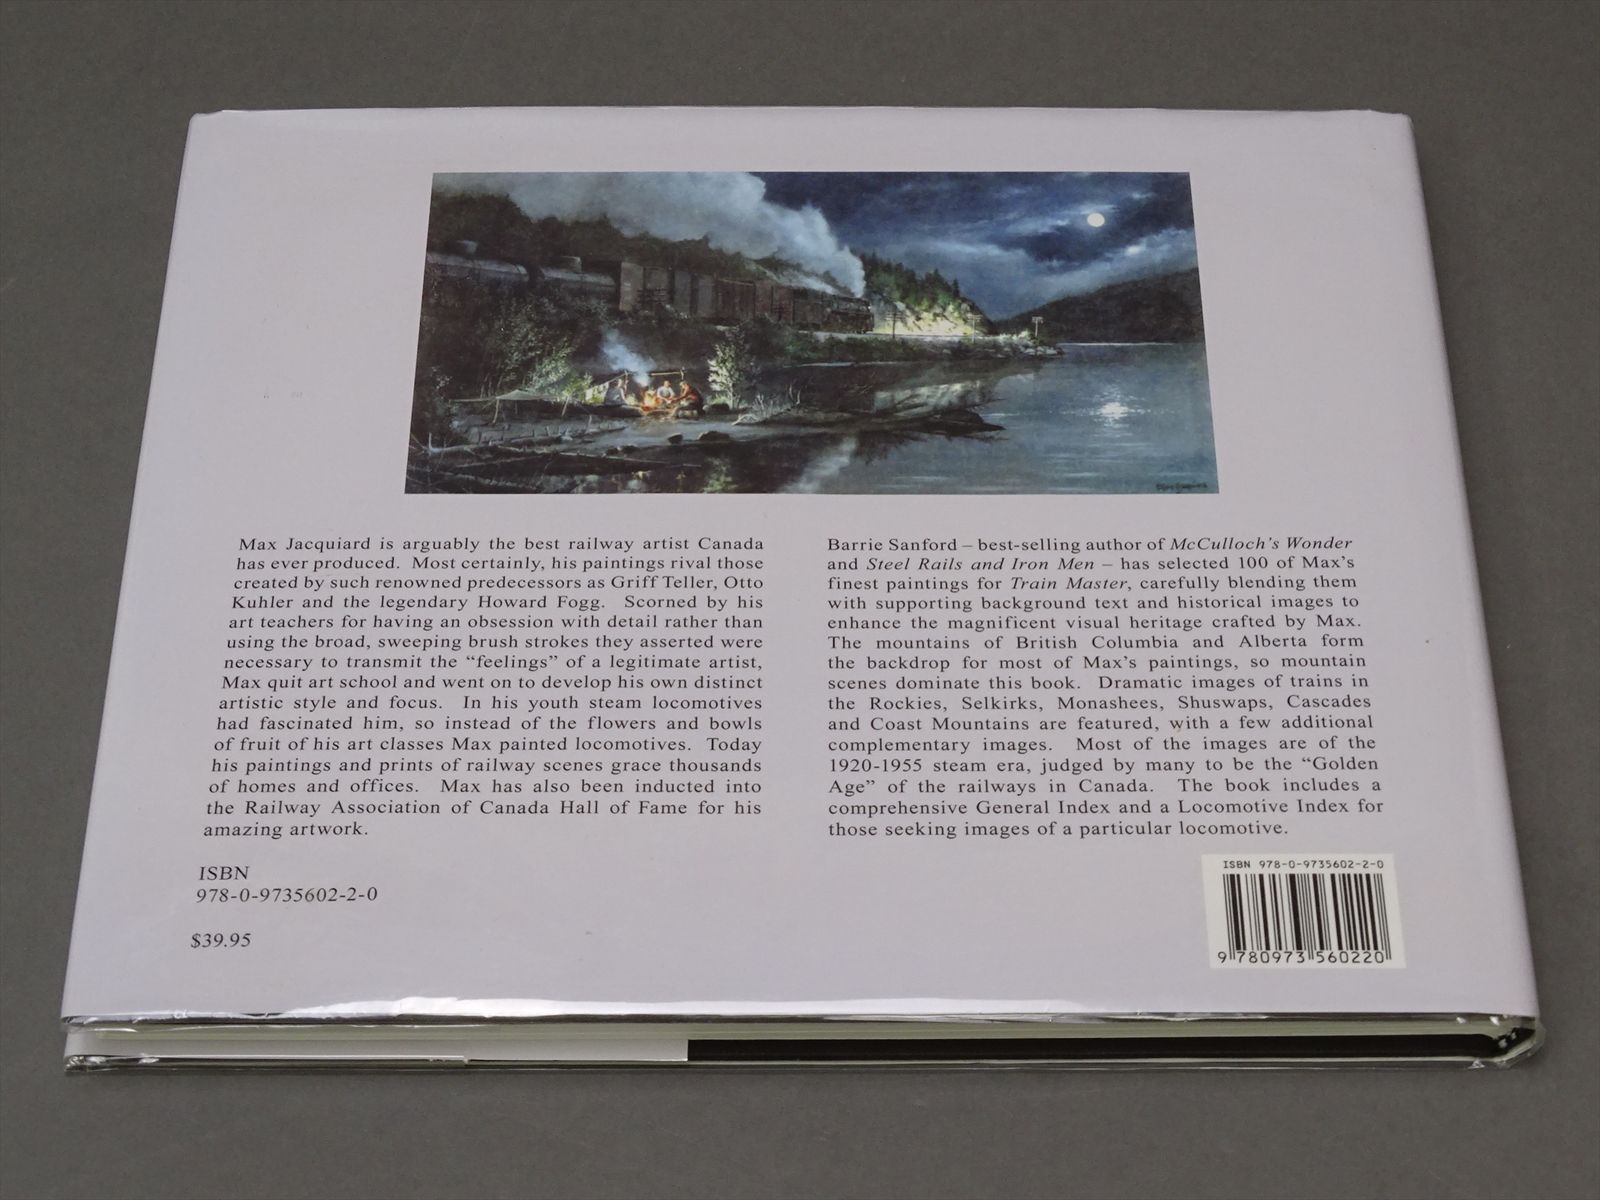 Max Jacquiard is arguably the best railway artist Canada
has ever produced. Most certainly, his paintings rival those
created by such renowned predecessors as Griff Teller, Otto
Kuhler and the legendary Howard Fogg. Scorned by his
art teachers for having an obsession with detail rather than
using the broad, sweeping brush strokes they asserted were
necessary to transmit the “feelings” of a legitimate artist,
Max quit art school and went on to develop his own distinct
artistic style and focus. In his youth steam locomotives
had fascinated him, so instead of the flowers and bowls
of fruit of his art classes Max painted locomotives. Today
his paintings and prints of railway scenes grace thousands
of homes and offices. Max has also been inducted into
the Railway Association of Canada Hall of Fame for his
amazing artwork.
ISBN
978-0-9735602-2-0
$39.95
Barrie Sanford – best-selling author of McCulloch’s Wonder
and Steel Rails and Iron Men – has selected 100 of Max’s
finest paintings for Train Master, carefully blending them
with supporting background text and historical images to
enhance the magnificent visual heritage crafted by Max.
The mountains of British Columbia and Alberta form
the backdrop for most of Max’s paintings, so mountain
scenes dominate this book. Dramatic images of trains in
the Rockies, Selkirks, Monashees, Shuswaps, Cascades
and Coast Mountains are featured, with a few additional
complementary images. Most of the images are of the
1920-1955 steam era, judged by many to be the “Golden
Age” of the railways in Canada. The book includes a
comprehensive General Index and a Locomotive Index for
those seeking images of a particular locomotive.
ISBN 978-0-9735602-2-0
9 780973 560220